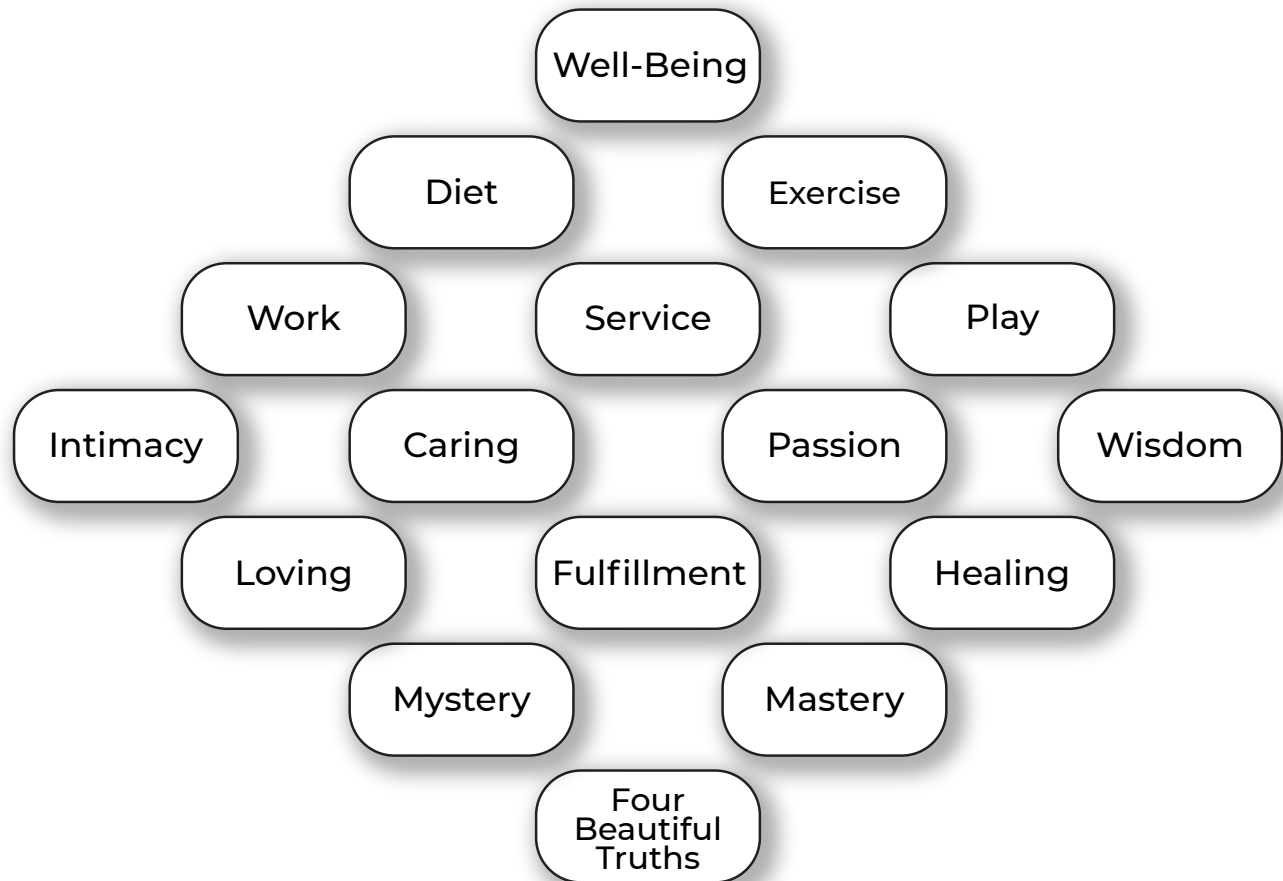 Well-Being
Diet
Exercise
Work
Service
Play
Intimacy
Caring
Passion
Wisdom
Loving
Fulfillment
Healing
Mystery
Mastery
Four
Beautiful
Truths